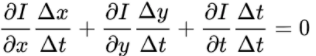 ∂I/∂x Δx/Δt + ∂I/∂y Δy/Δt + ∂I/∂t Δt/Δt = 0